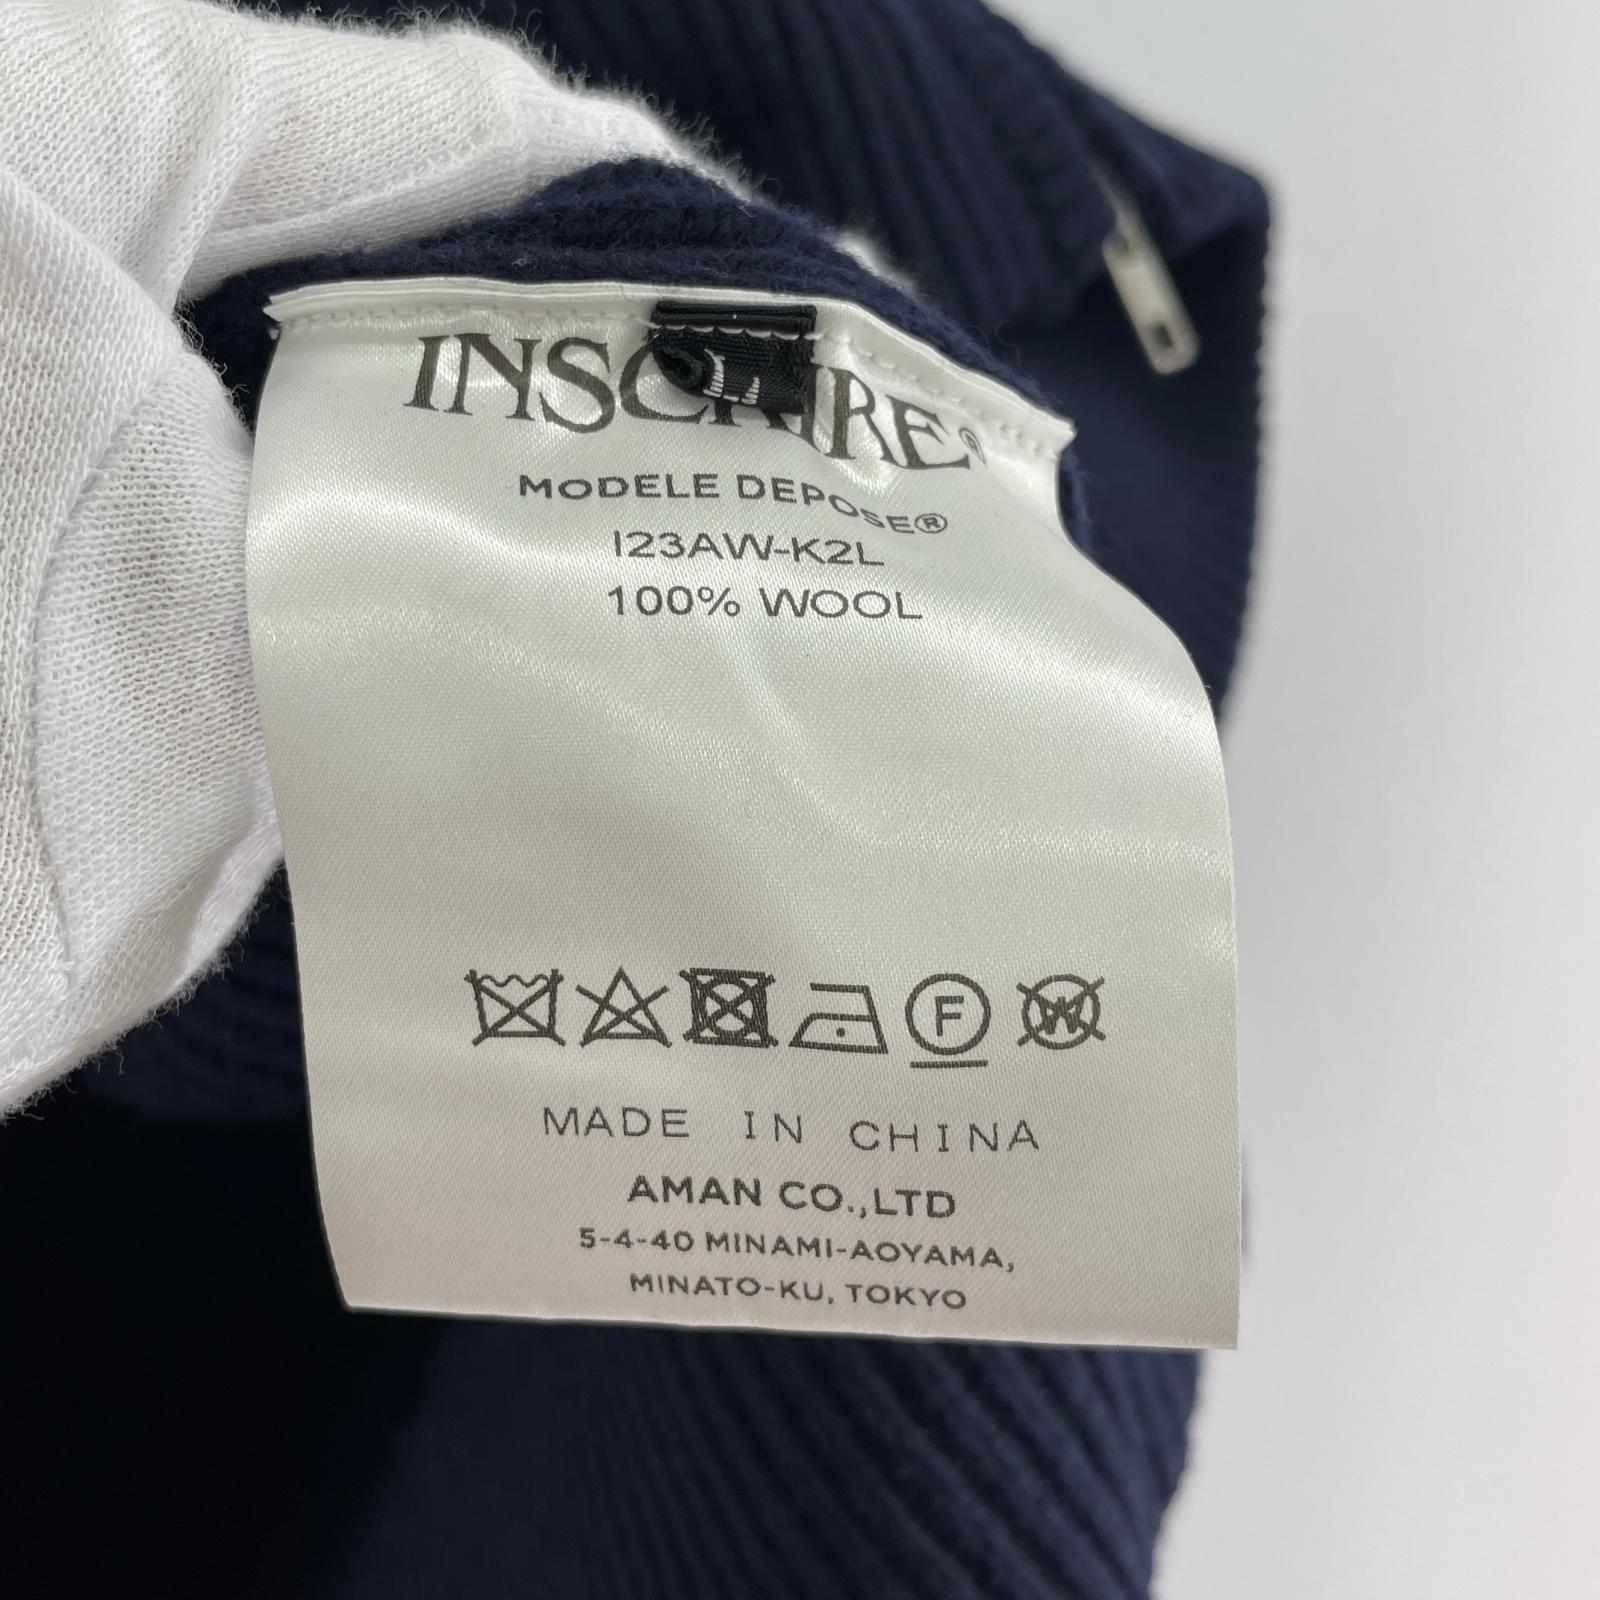 INSCRIRE®
L
MODELE DEPOSE®
I23AW-K2L
100% WOOL
F
W
MADE IN CHINA
AMAN CO.,LTD
5-4-40 MINAMI-AOYAMA,
MINATO-KU, TOKYO